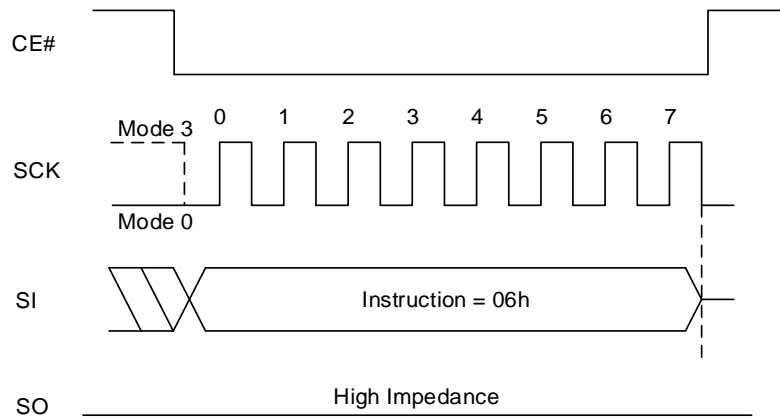 CE#
Mode 3
0 1 2 3 4 5 6 7
SCK
Mode 0
SI
Instruction = 06h
SO
High Impedance